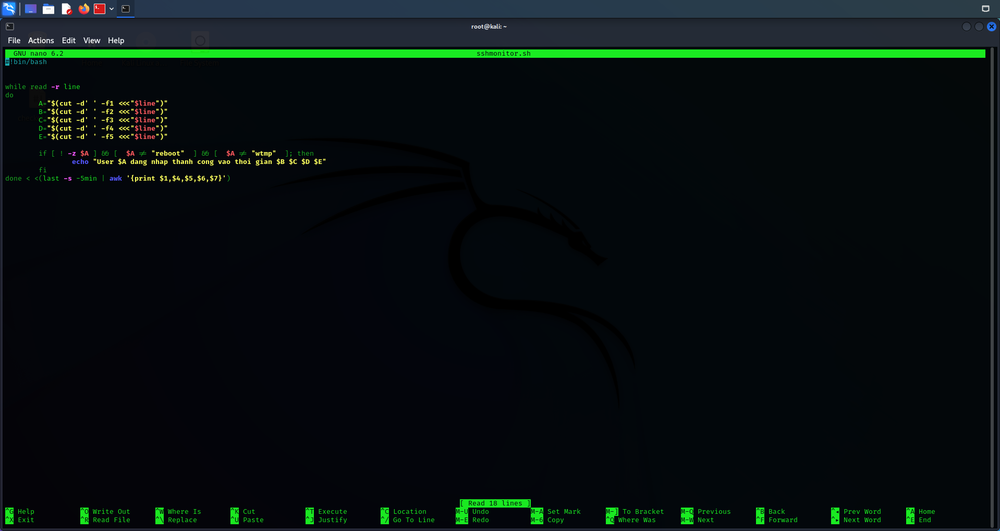 root@kali: ~
File Actions Edit View Help
GNU nano 6.2 sshmonitor.sh
#!bin/bash
while read -r line
do
A="$(cut -d' ' -f1 <<<"$line")"
B="$(cut -d' ' -f2 <<<"$line")"
C="$(cut -d' ' -f3 <<<"$line")"
D="$(cut -d' ' -f4 <<<"$line")"
E="$(cut -d' ' -f5 <<<"$line")"
if [ ! -z $A ] && [ $A != "reboot" ] && [ $A != "wtmp" ]; then
echo "User $A dang nhap thanh cong vao thoi gian $B $C $D $E"
fi
done < <(last -s -5min | awk '{print $1,$4,$5,$6,$7}')
[ Read 18 lines ]
^G Help ^O Write Out ^W Where Is ^K Cut ^T Execute ^C Location M-U Undo M-A Set Mark M-] To Bracket M-Q Previous ^B Back ^◂ Prev Word ^A Home
^X Exit ^R Read File ^\ Replace ^U Paste ^J Justify ^/ Go To Line M-E Redo M-6 Copy ^Q Where Was M-W Next ^F Forward ^▸ Next Word ^E End